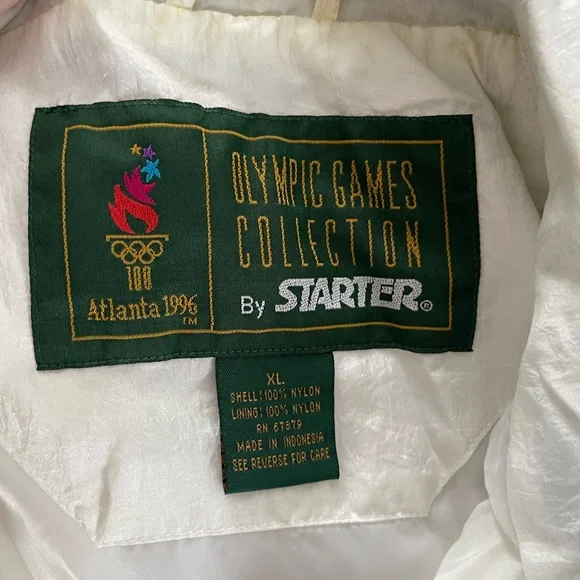 100
Atlanta 1996
TM
OLYMPIC GAMES
COLLECTION
By STARTER®
XL
SHELL: 100% NYLON
LINING: 100% NYLON
RN 67879
MADE IN INDONESIA
SEE REVERSE FOR CARE